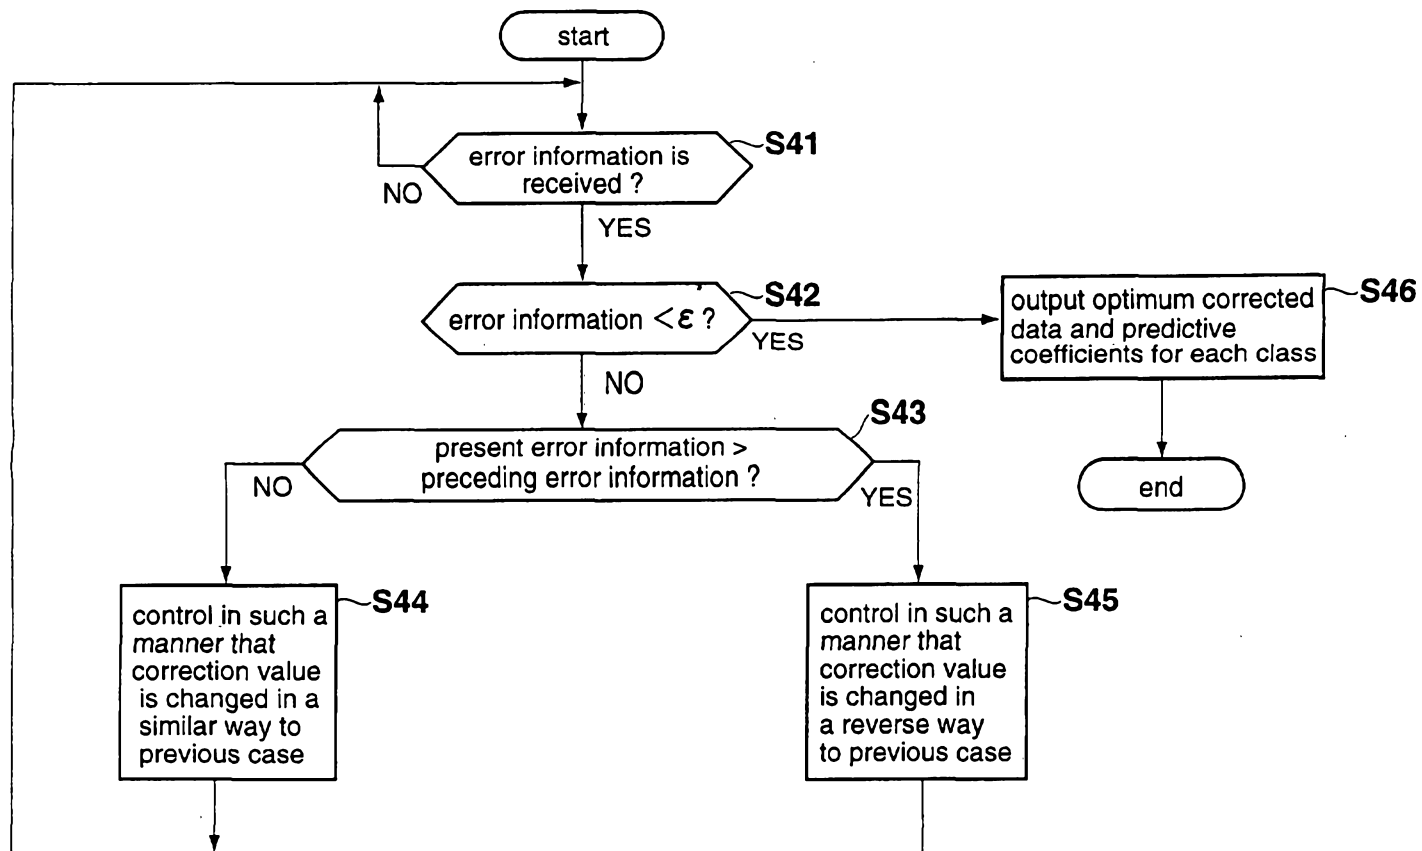 start
error information is
received ?
S41
NO
YES
error information < ε ?
S42
YES
NO
output optimum corrected
data and predictive
coefficients for each class
S46
end
present error information >
preceding error information ?
S43
NO
YES
control in such a
manner that
correction value
is changed in a
similar way to
previous case
S44
control in such a
manner that
correction value
is changed in
a reverse way
to previous case
S45